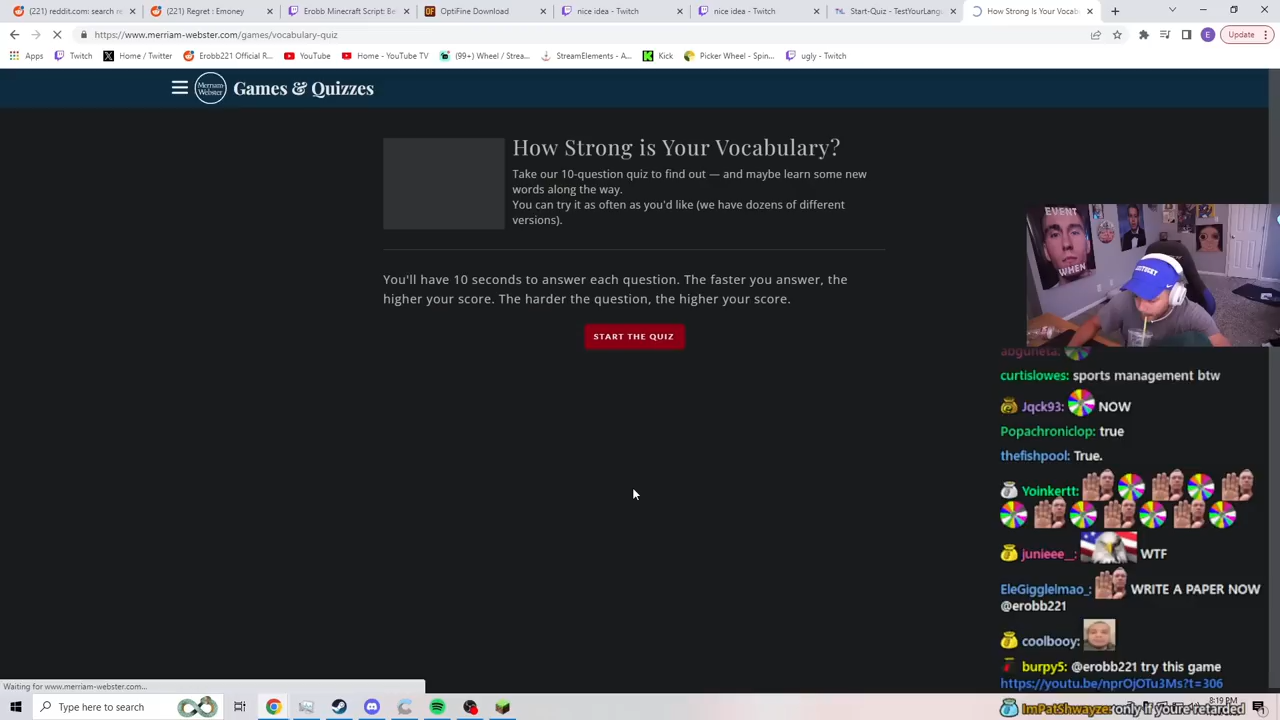 (221) reddit.com: search re
(221) Regret : Emoney
Erobb Minecraft Script: Be
OptiFine Download
nice idea - Twitch
nice idea - Twitch
Start-Quiz - TestYourLang
How Strong Is Your Vocab
https://www.merriam-webster.com/games/vocabulary-quiz
E
Update
Apps
Twitch
Home / Twitter
Erobb221 Official R...
YouTube
Home - YouTube TV
(99+) Wheel / Strea...
StreamElements - A...
Kick
Picker Wheel - Spin...
ugly - Twitch
Merriam
Webster
Games & Quizzes
How Strong is Your Vocabulary?
Take our 10-question quiz to find out — and maybe learn some new
words along the way.
You can try it as often as you'd like (we have dozens of different
versions).
You'll have 10 seconds to answer each question. The faster you answer, the
higher your score. The harder the question, the higher your score.
START THE QUIZ
EVENT
WHEN
curtislowes: sports management btw
Jqck93: NOW
Popachroniclop: true
thefishpool: True.
Yoinkertt:
junieee__: WTF
EleGigglelmao_: WRITE A PAPER NOW
@erobb221
coolbooy:
burpy5: @erobb221 try this game
https://youtu.be/nprOjOTu3Ms?t=306
ImPatShwayze: only if you're retarded
Waiting for www.merriam-webster.com...
Type here to search
8:19 PM